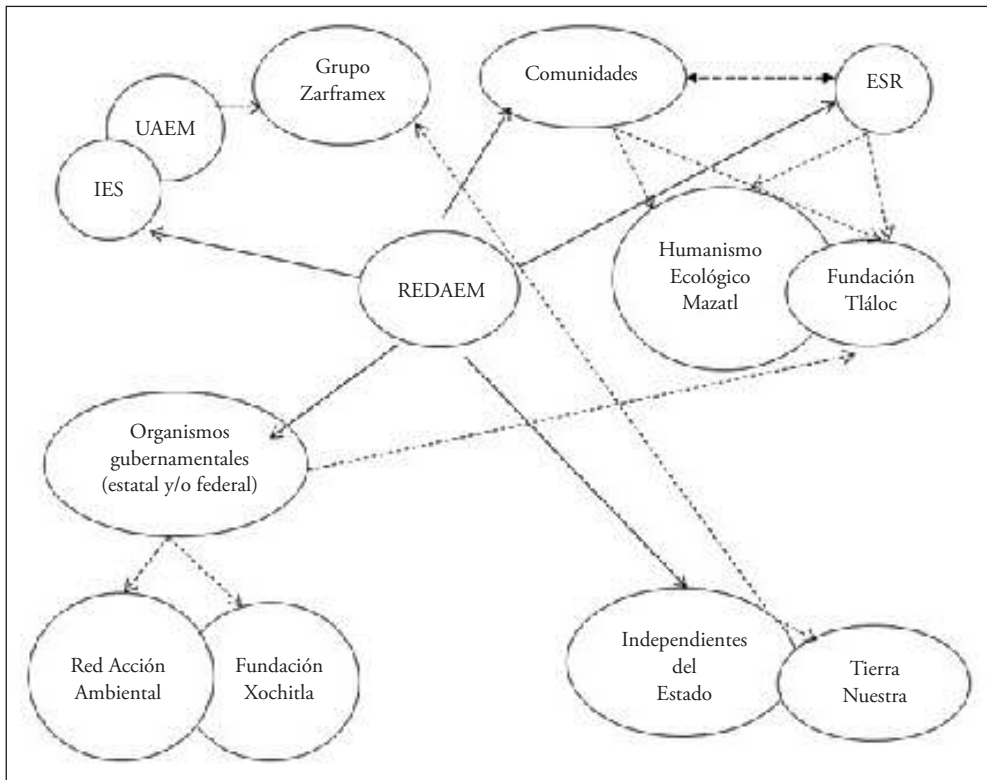 Grupo
Zarframex
Comunidades
ESR
UAEM
IES
REDAEM
Humanismo
Ecológico
Mazatl
Fundación
Tláloc
Organismos
gubernamentales
(estatal y/o federal)
Red Acción
Ambiental
Fundación
Xochitla
Independientes
del
Estado
Tierra
Nuestra